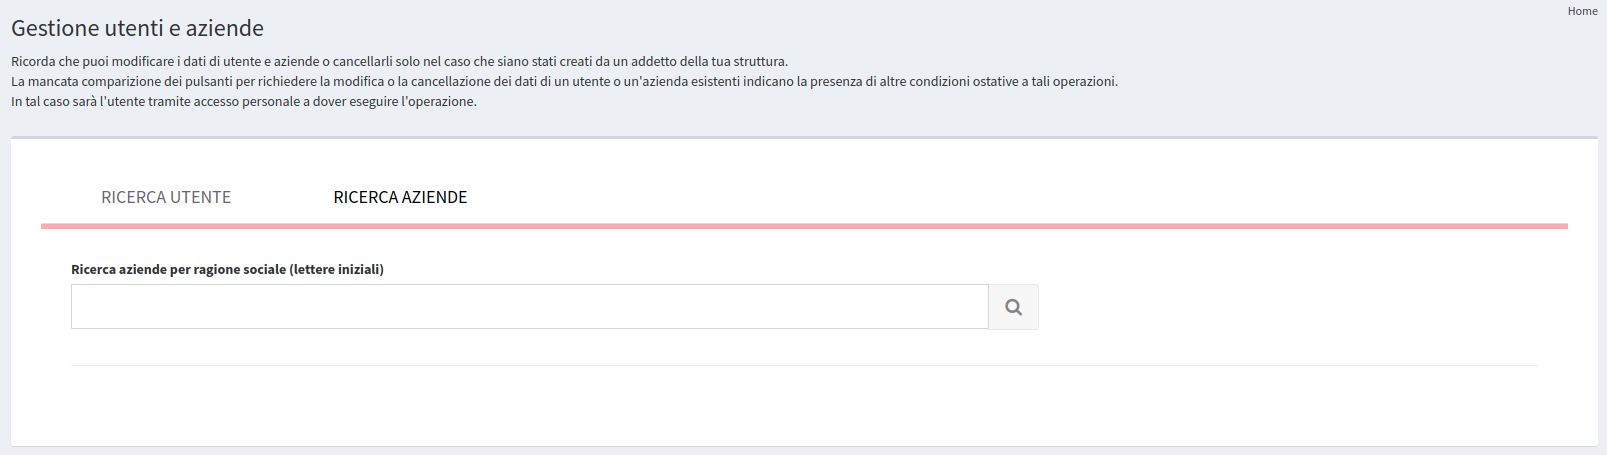 Home
Gestione utenti e aziende
Ricorda che puoi modificare i dati di utente e aziende o cancellarli solo nel caso che siano stati creati da un addetto della tua struttura.
La mancata comparizione dei pulsanti per richiedere la modifica o la cancellazione dei dati di un utente o un'azienda esistenti indicano la presenza di altre condizioni ostative a tali operazioni.
In tal caso sarà l'utente tramite accesso personale a dover eseguire l'operazione.
RICERCA UTENTE
RICERCA AZIENDE
Ricerca aziende per ragione sociale (lettere iniziali)